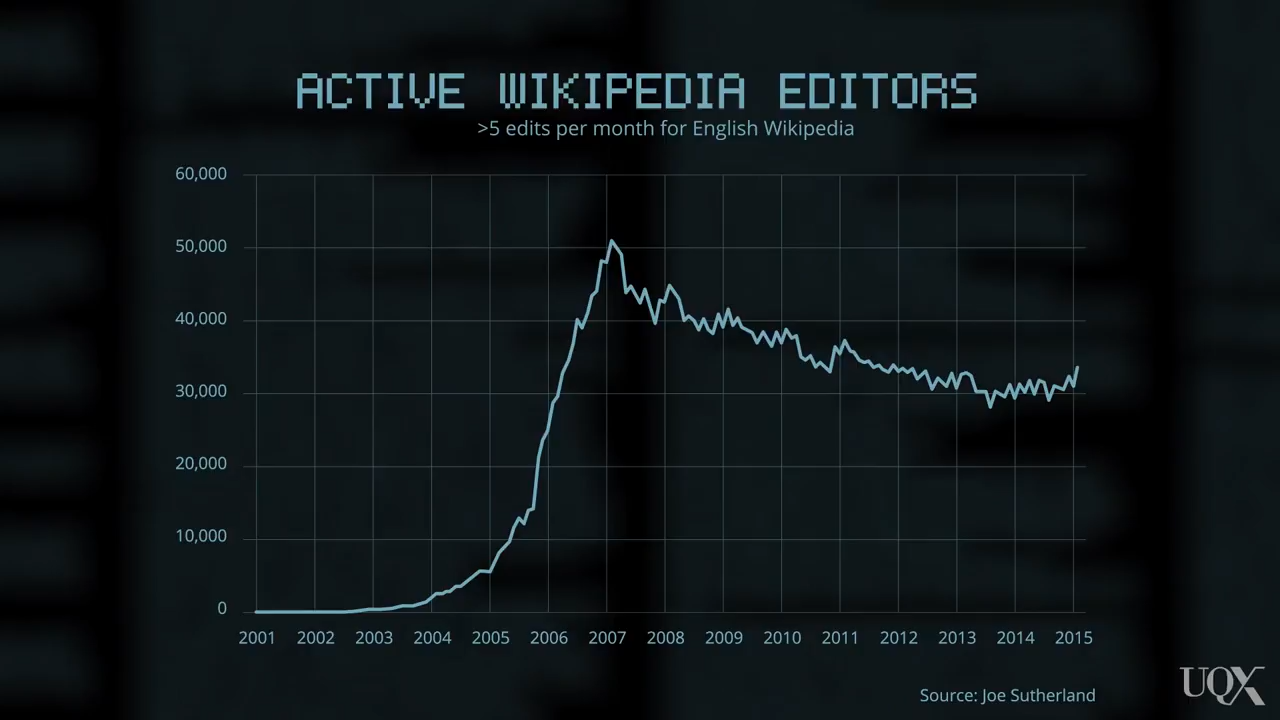 ACTIVE WIKIPEDIA EDITORS
>5 edits per month for English Wikipedia
60,000
50,000
40,000
30,000
20,000
10,000
0
2001 2002 2003 2004 2005 2006 2007 2008 2009 2010 2011 2012 2013 2014 2015
Source: Joe Sutherland
UQX